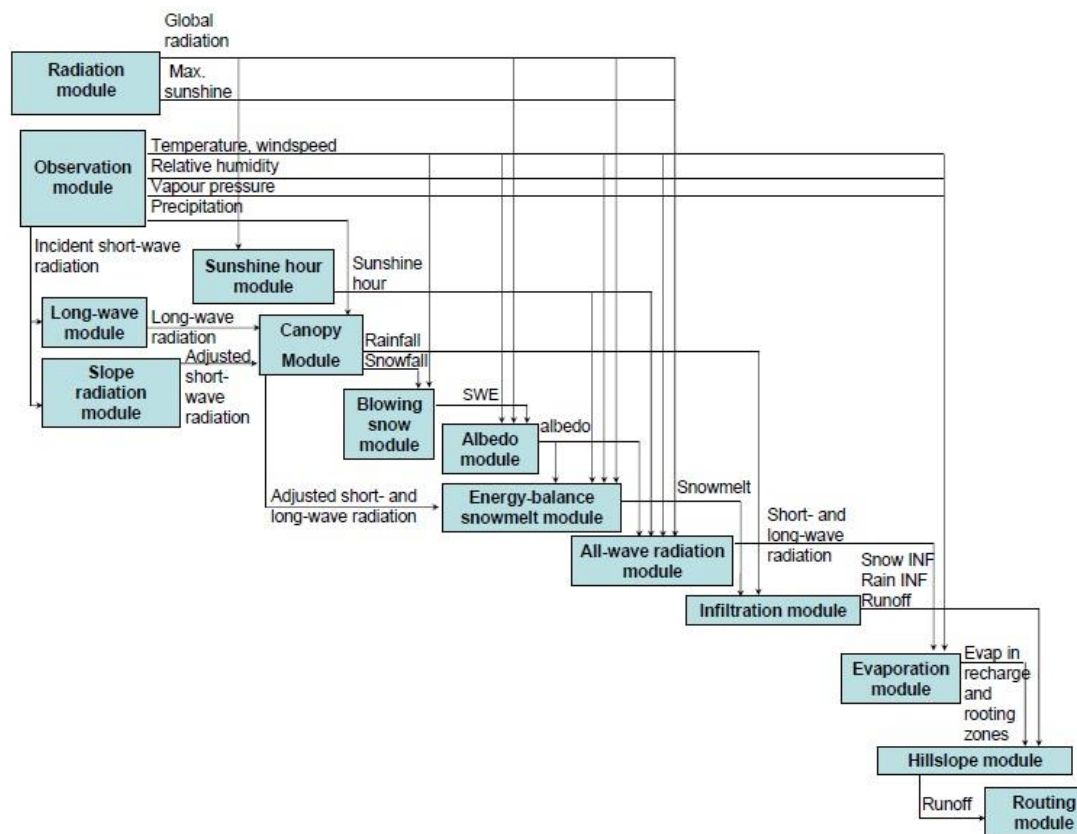 Global
radiation
Radiation
module
Max.
sunshine
Observation
module
Temperature, windspeed
Relative humidity
Vapour pressure
Precipitation
Incident short-wave
radiation
Sunshine hour
module
Sunshine
hour
Long-wave
module
Long-wave
radiation
Canopy
Module
Rainfall
Snowfall
Slope
radiation
module
Adjusted
short-
wave
radiation
Blowing
snow
module
SWE
Albedo
module
albedo
Adjusted short- and
long-wave radiation
Energy-balance
snowmelt module
Snowmelt
All-wave radiation
module
Short- and
long-wave
radiation
Infiltration module
Snow INF
Rain INF
Runoff
Evaporation
module
Evap in
recharge
and
rooting
zones
Hillslope module
Runoff
Routing
module